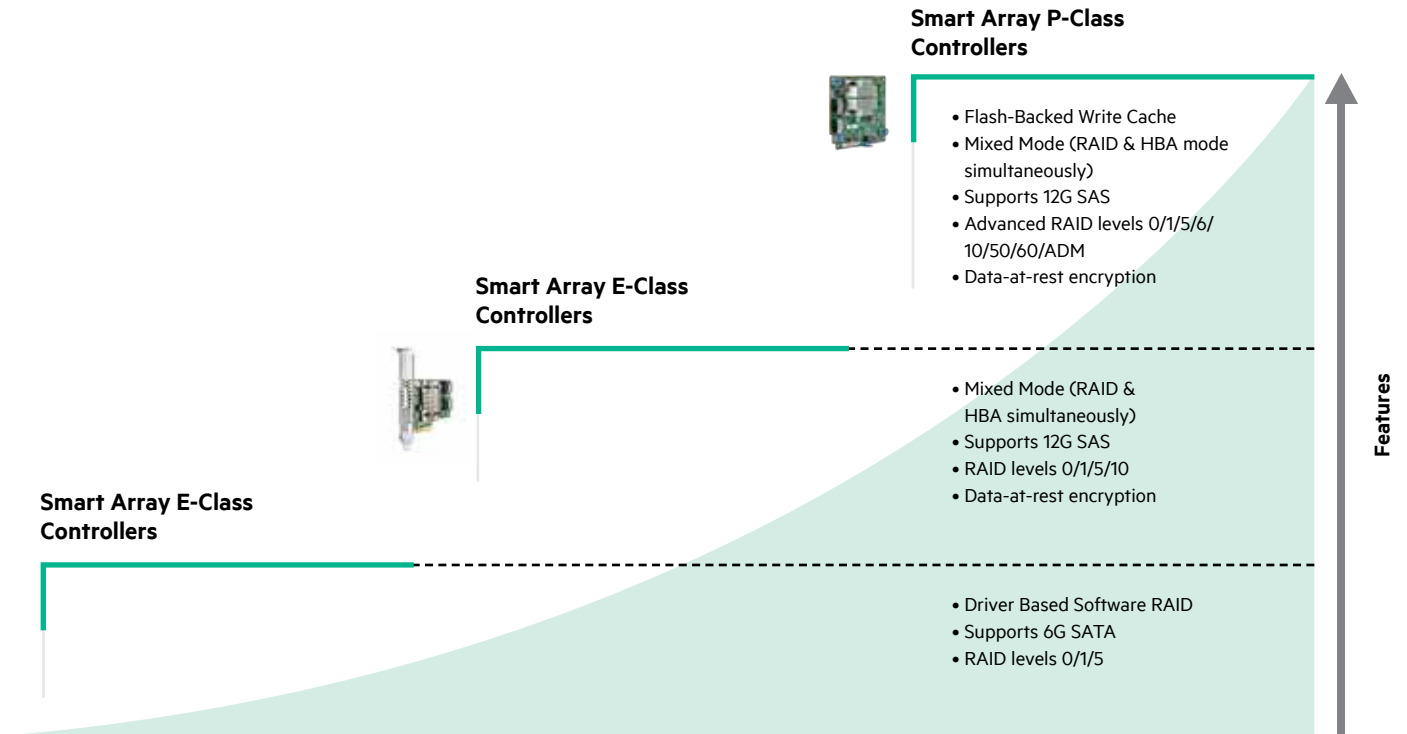 Smart Array P-Class
Controllers
• Flash-Backed Write Cache
• Mixed Mode (RAID & HBA mode
simultaneously)
• Supports 12G SAS
• Advanced RAID levels 0/1/5/6/
10/50/60/ADM
• Data-at-rest encryption
Smart Array E-Class
Controllers
• Mixed Mode (RAID &
HBA simultaneously)
• Supports 12G SAS
• RAID levels 0/1/5/10
• Data-at-rest encryption
Smart Array E-Class
Controllers
• Driver Based Software RAID
• Supports 6G SATA
• RAID levels 0/1/5
Features